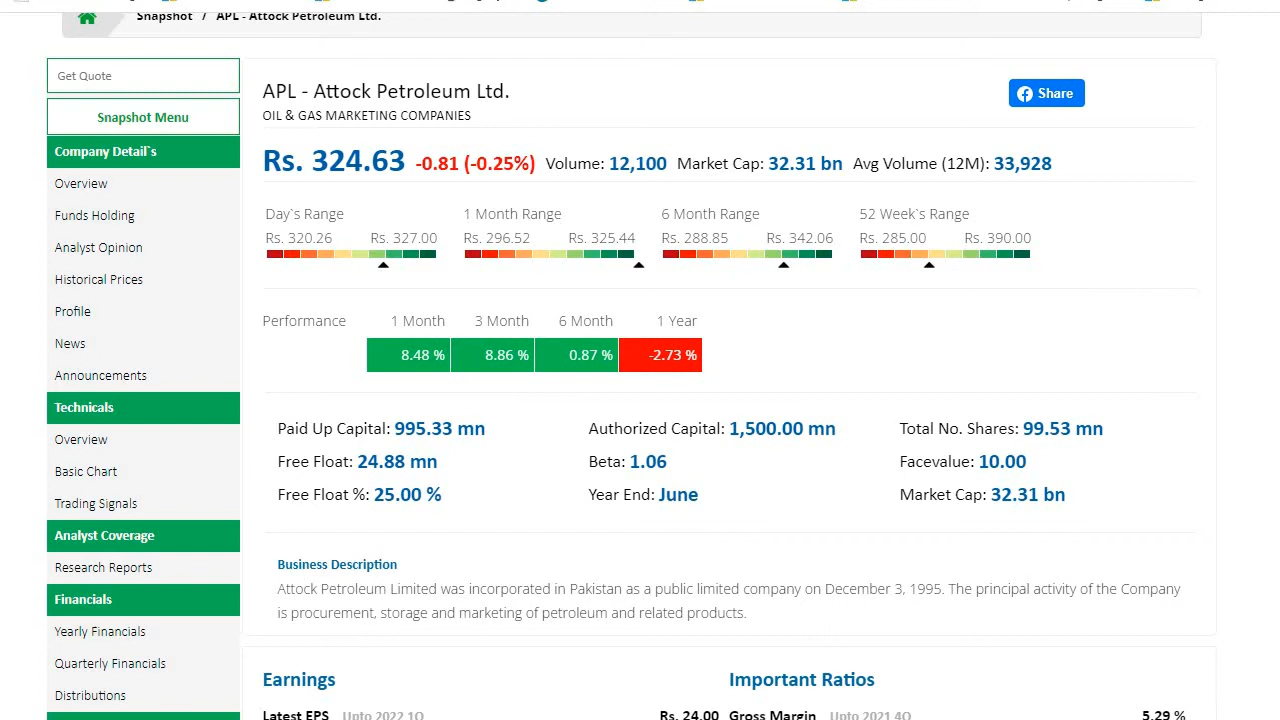 Snapshot / APL - Attock Petroleum Ltd.
Get Quote
Snapshot Menu
Company Detail`s
Overview
Funds Holding
Analyst Opinion
Historical Prices
Profile
News
Announcements
Technicals
Overview
Basic Chart
Trading Signals
Analyst Coverage
Research Reports
Financials
Yearly Financials
Quarterly Financials
Distributions
APL - Attock Petroleum Ltd.
Share
OIL & GAS MARKETING COMPANIES
Rs. 324.63 -0.81 (-0.25%) Volume: 12,100 Market Cap: 32.31 bn Avg Volume (12M): 33,928
Day`s Range 1 Month Range 6 Month Range 52 Week`s Range
Rs. 320.26 Rs. 327.00 Rs. 296.52 Rs. 325.44 Rs. 288.85 Rs. 342.06 Rs. 285.00 Rs. 390.00
Performance 1 Month 3 Month 6 Month 1 Year
8.48 % 8.86 % 0.87 % -2.73 %
Paid Up Capital: 995.33 mn Authorized Capital: 1,500.00 mn Total No. Shares: 99.53 mn
Free Float: 24.88 mn Beta: 1.06 Facevalue: 10.00
Free Float %: 25.00 % Year End: June Market Cap: 32.31 bn
Business Description
Attock Petroleum Limited was incorporated in Pakistan as a public limited company on December 3, 1995. The principal activity of the Company
is procurement, storage and marketing of petroleum and related products.
Earnings Important Ratios
Latest EPS Upto 2022 1Q Rs. 24.00 Gross Margin Upto 2021 4Q 5.29 %